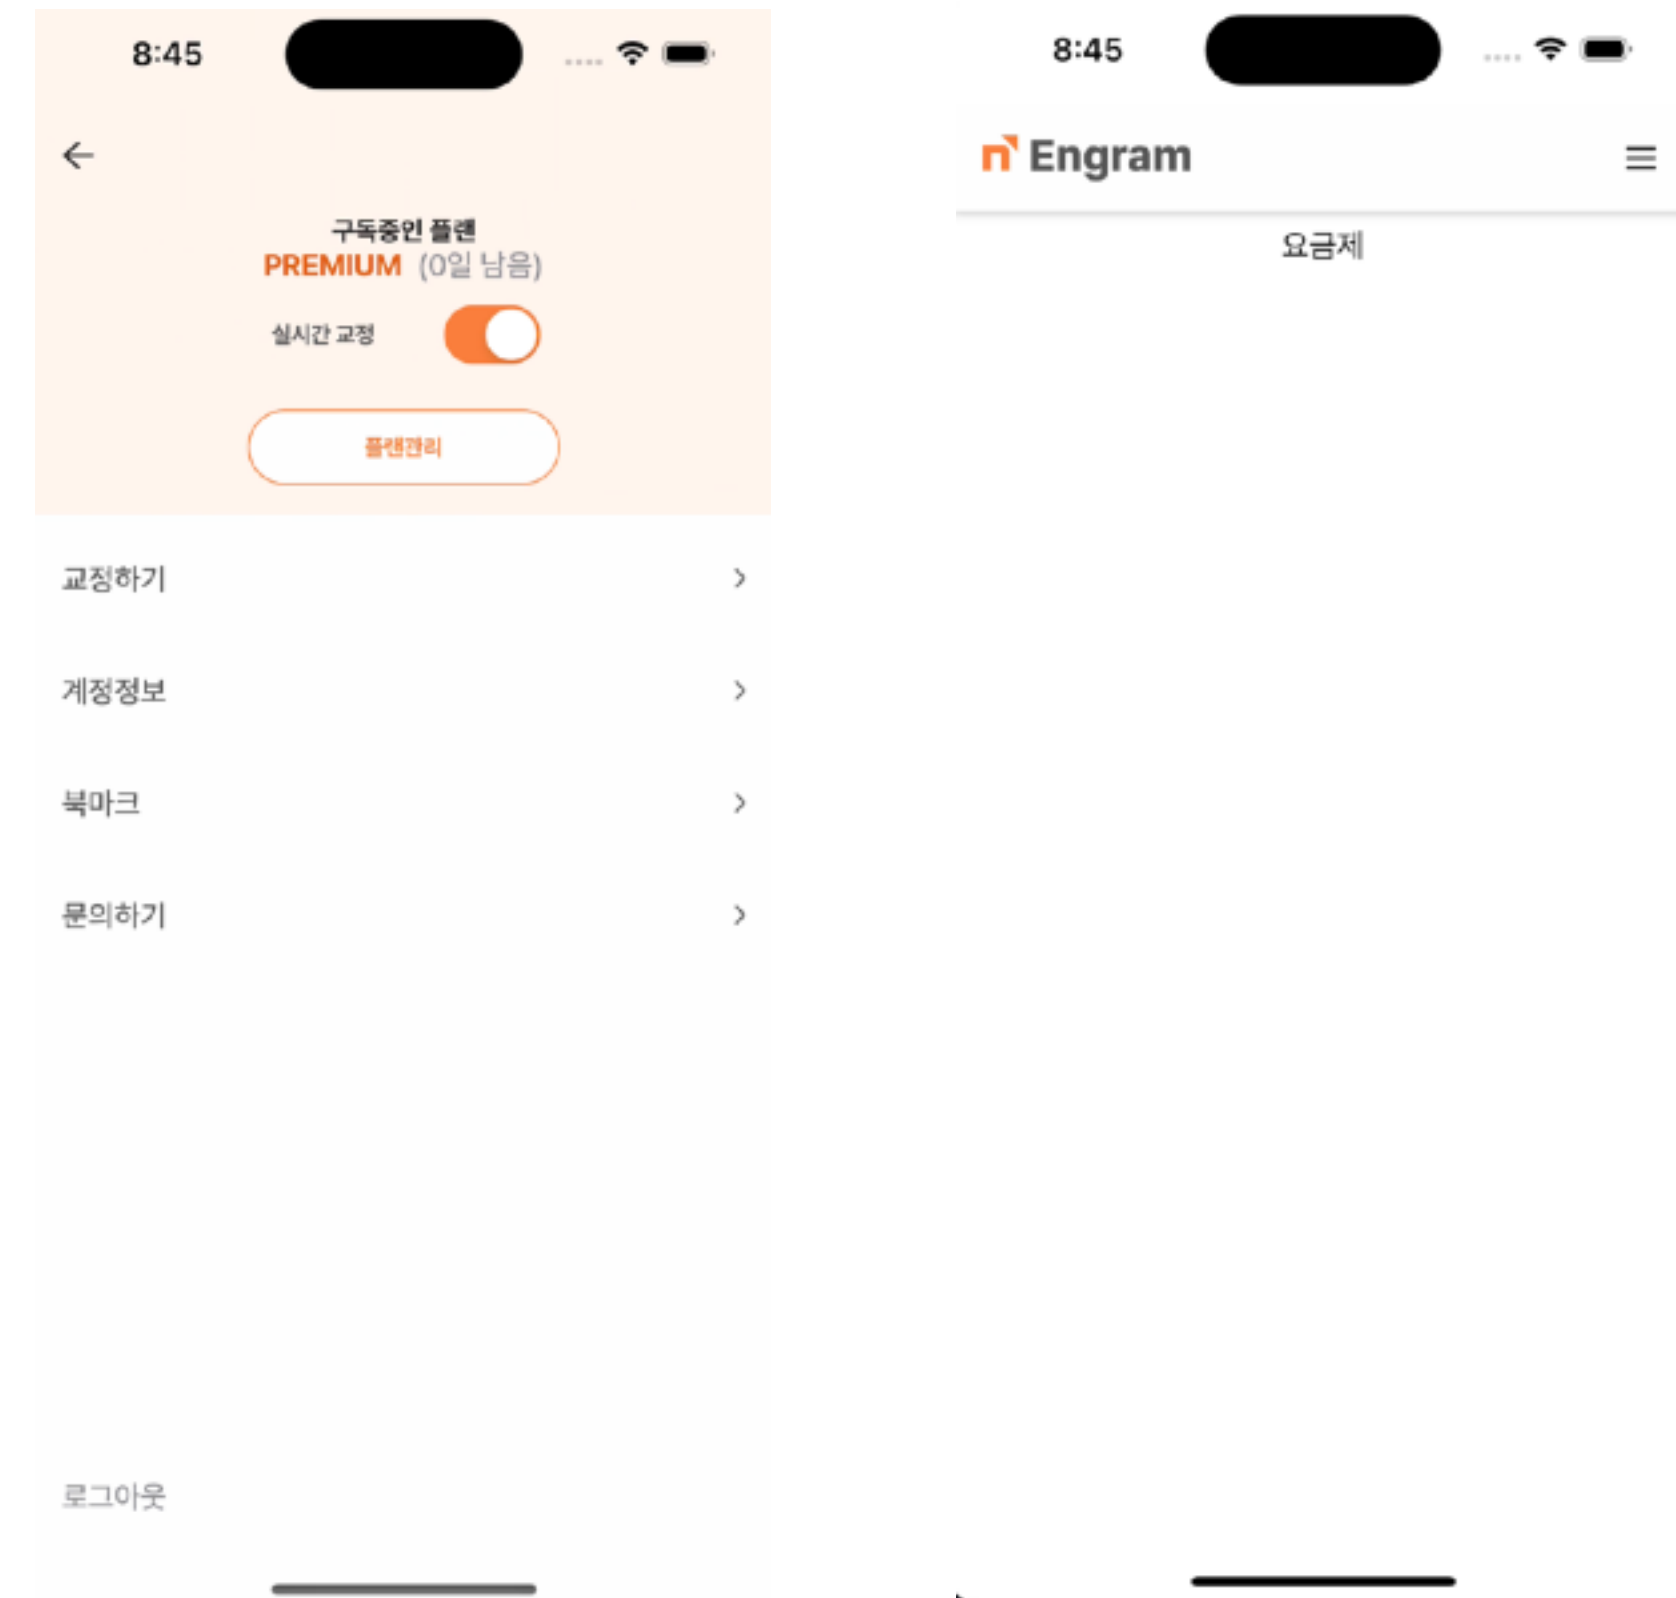 8:45
구독중인 플랜
PREMIUM (0일 남음)
실시간 교정
플랜관리
교정하기
계정정보
북마크
문의하기
로그아웃
8:45
Engram
요금제